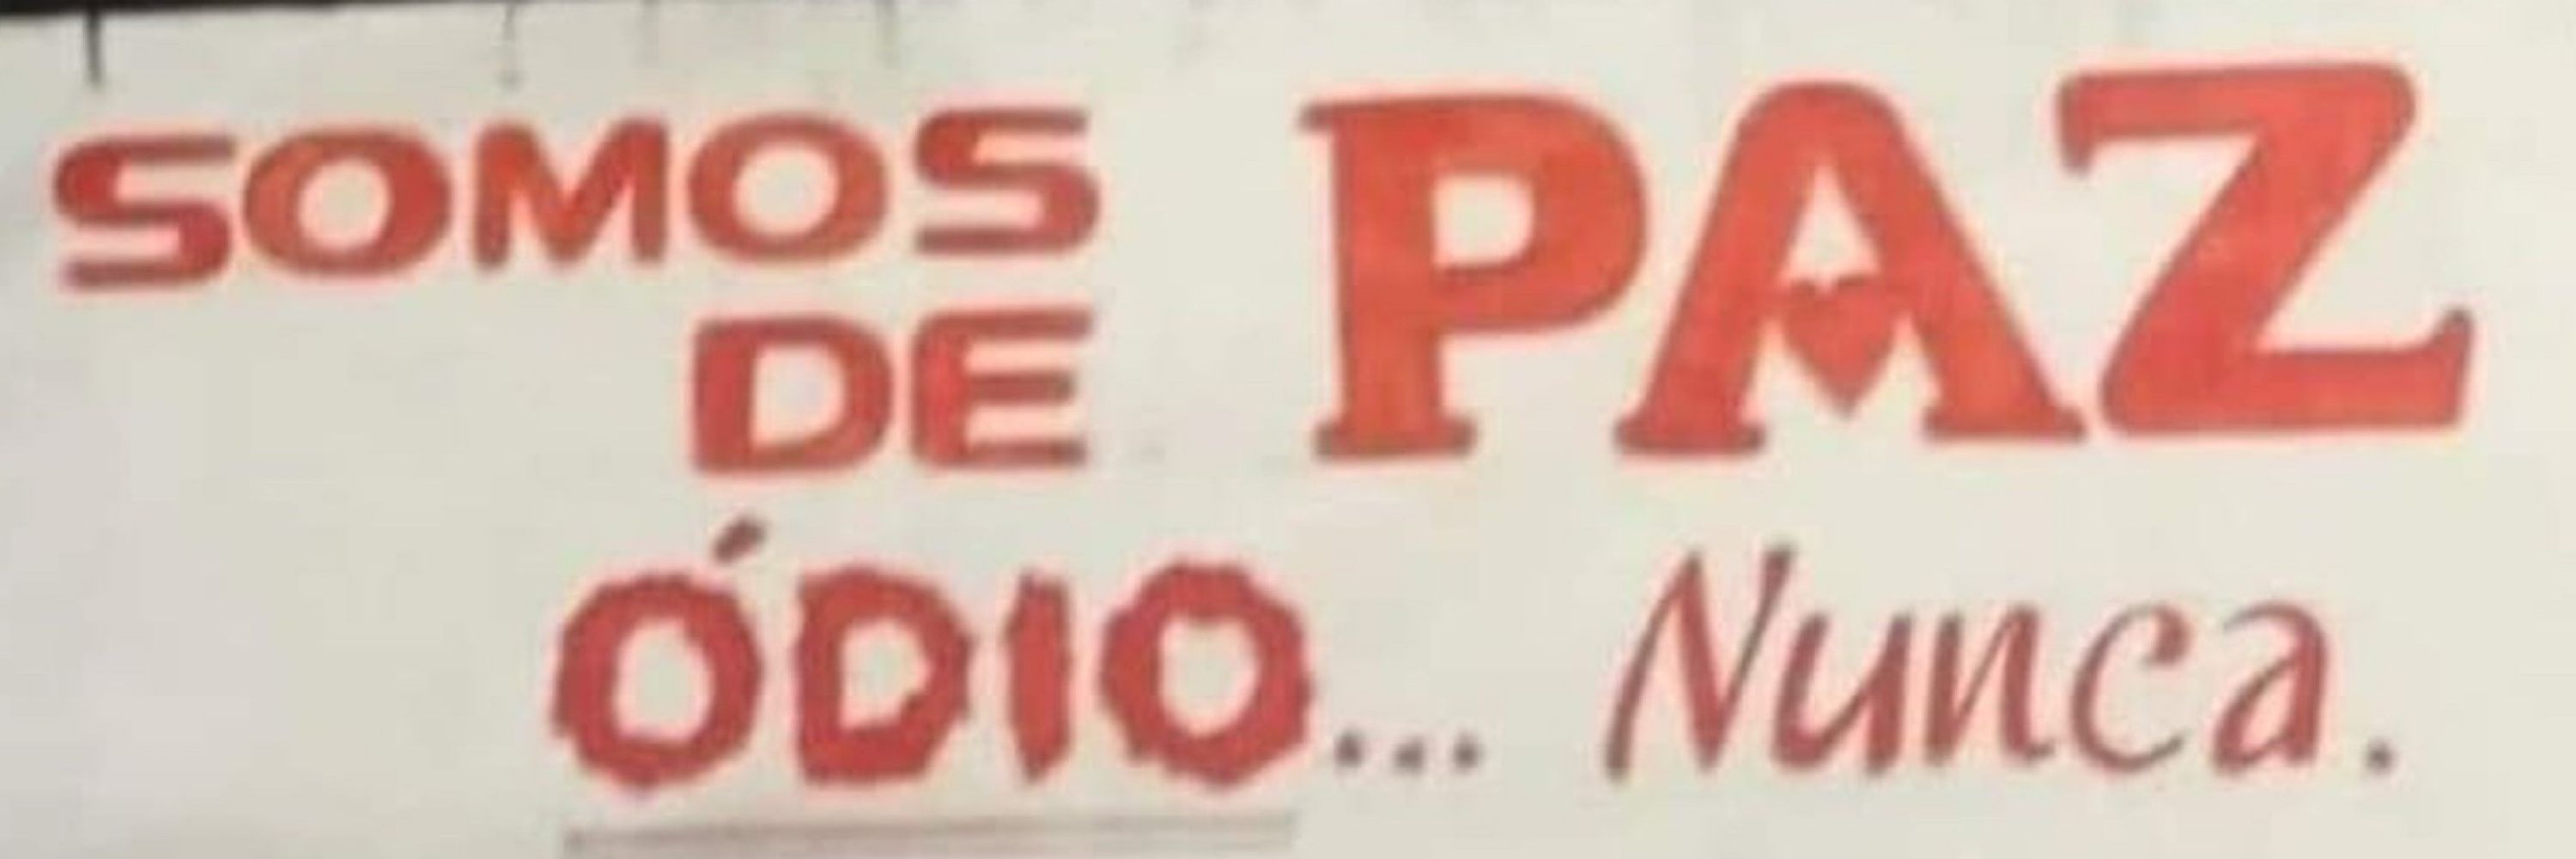 SOMOS
DE PAZ
ÓDIO... Nunca.